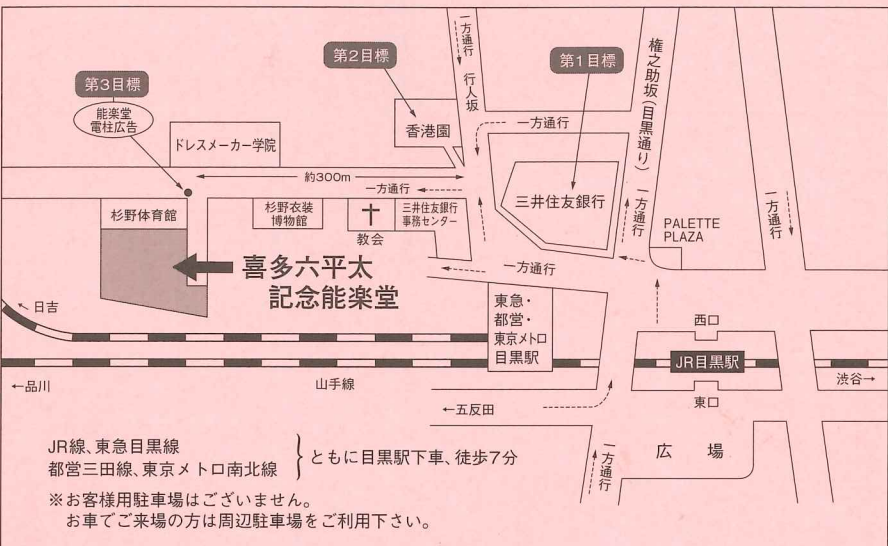 一方通行
行人坂
第2目標
第1目標
権之助坂(目黒通り)
第3目標
能楽堂
電柱広告
ドレスメーカー学院
香港園
一方通行
約300m
一方通行
三井住友銀行
一方通行
一方通行
杉野体育館
杉野衣裳
博物館
教会
三井住友銀行
事務センター
PALETTE
PLAZA
一方通行
喜多六平太
記念能楽堂
←日吉
東急・
都営・
東京メトロ
目黒駅
西口
JR目黒駅
←品川
山手線
渋谷→
東口
←五反田
広場
一方通行
JR線、東急目黒線
都営三田線、東京メトロ南北線
ともに目黒駅下車、徒歩7分
※お客様用駐車場はございません。
お車でご来場の方は周辺駐車場をご利用下さい。